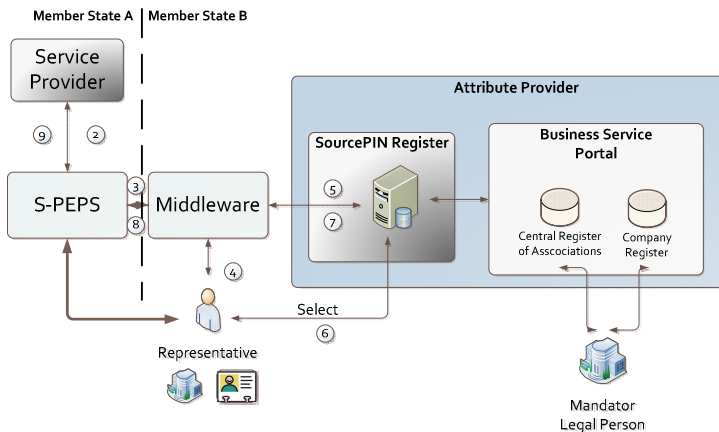 Member State A
Member State B
Service
Provider
Attribute Provider
9
2
SourcePIN Register
Business Service
Portal
S-PEPS
3
8
Middleware
5
7
Central Register
of Asscociations
Company
Register
4
Select
6
Representative
Mandator
Legal Person